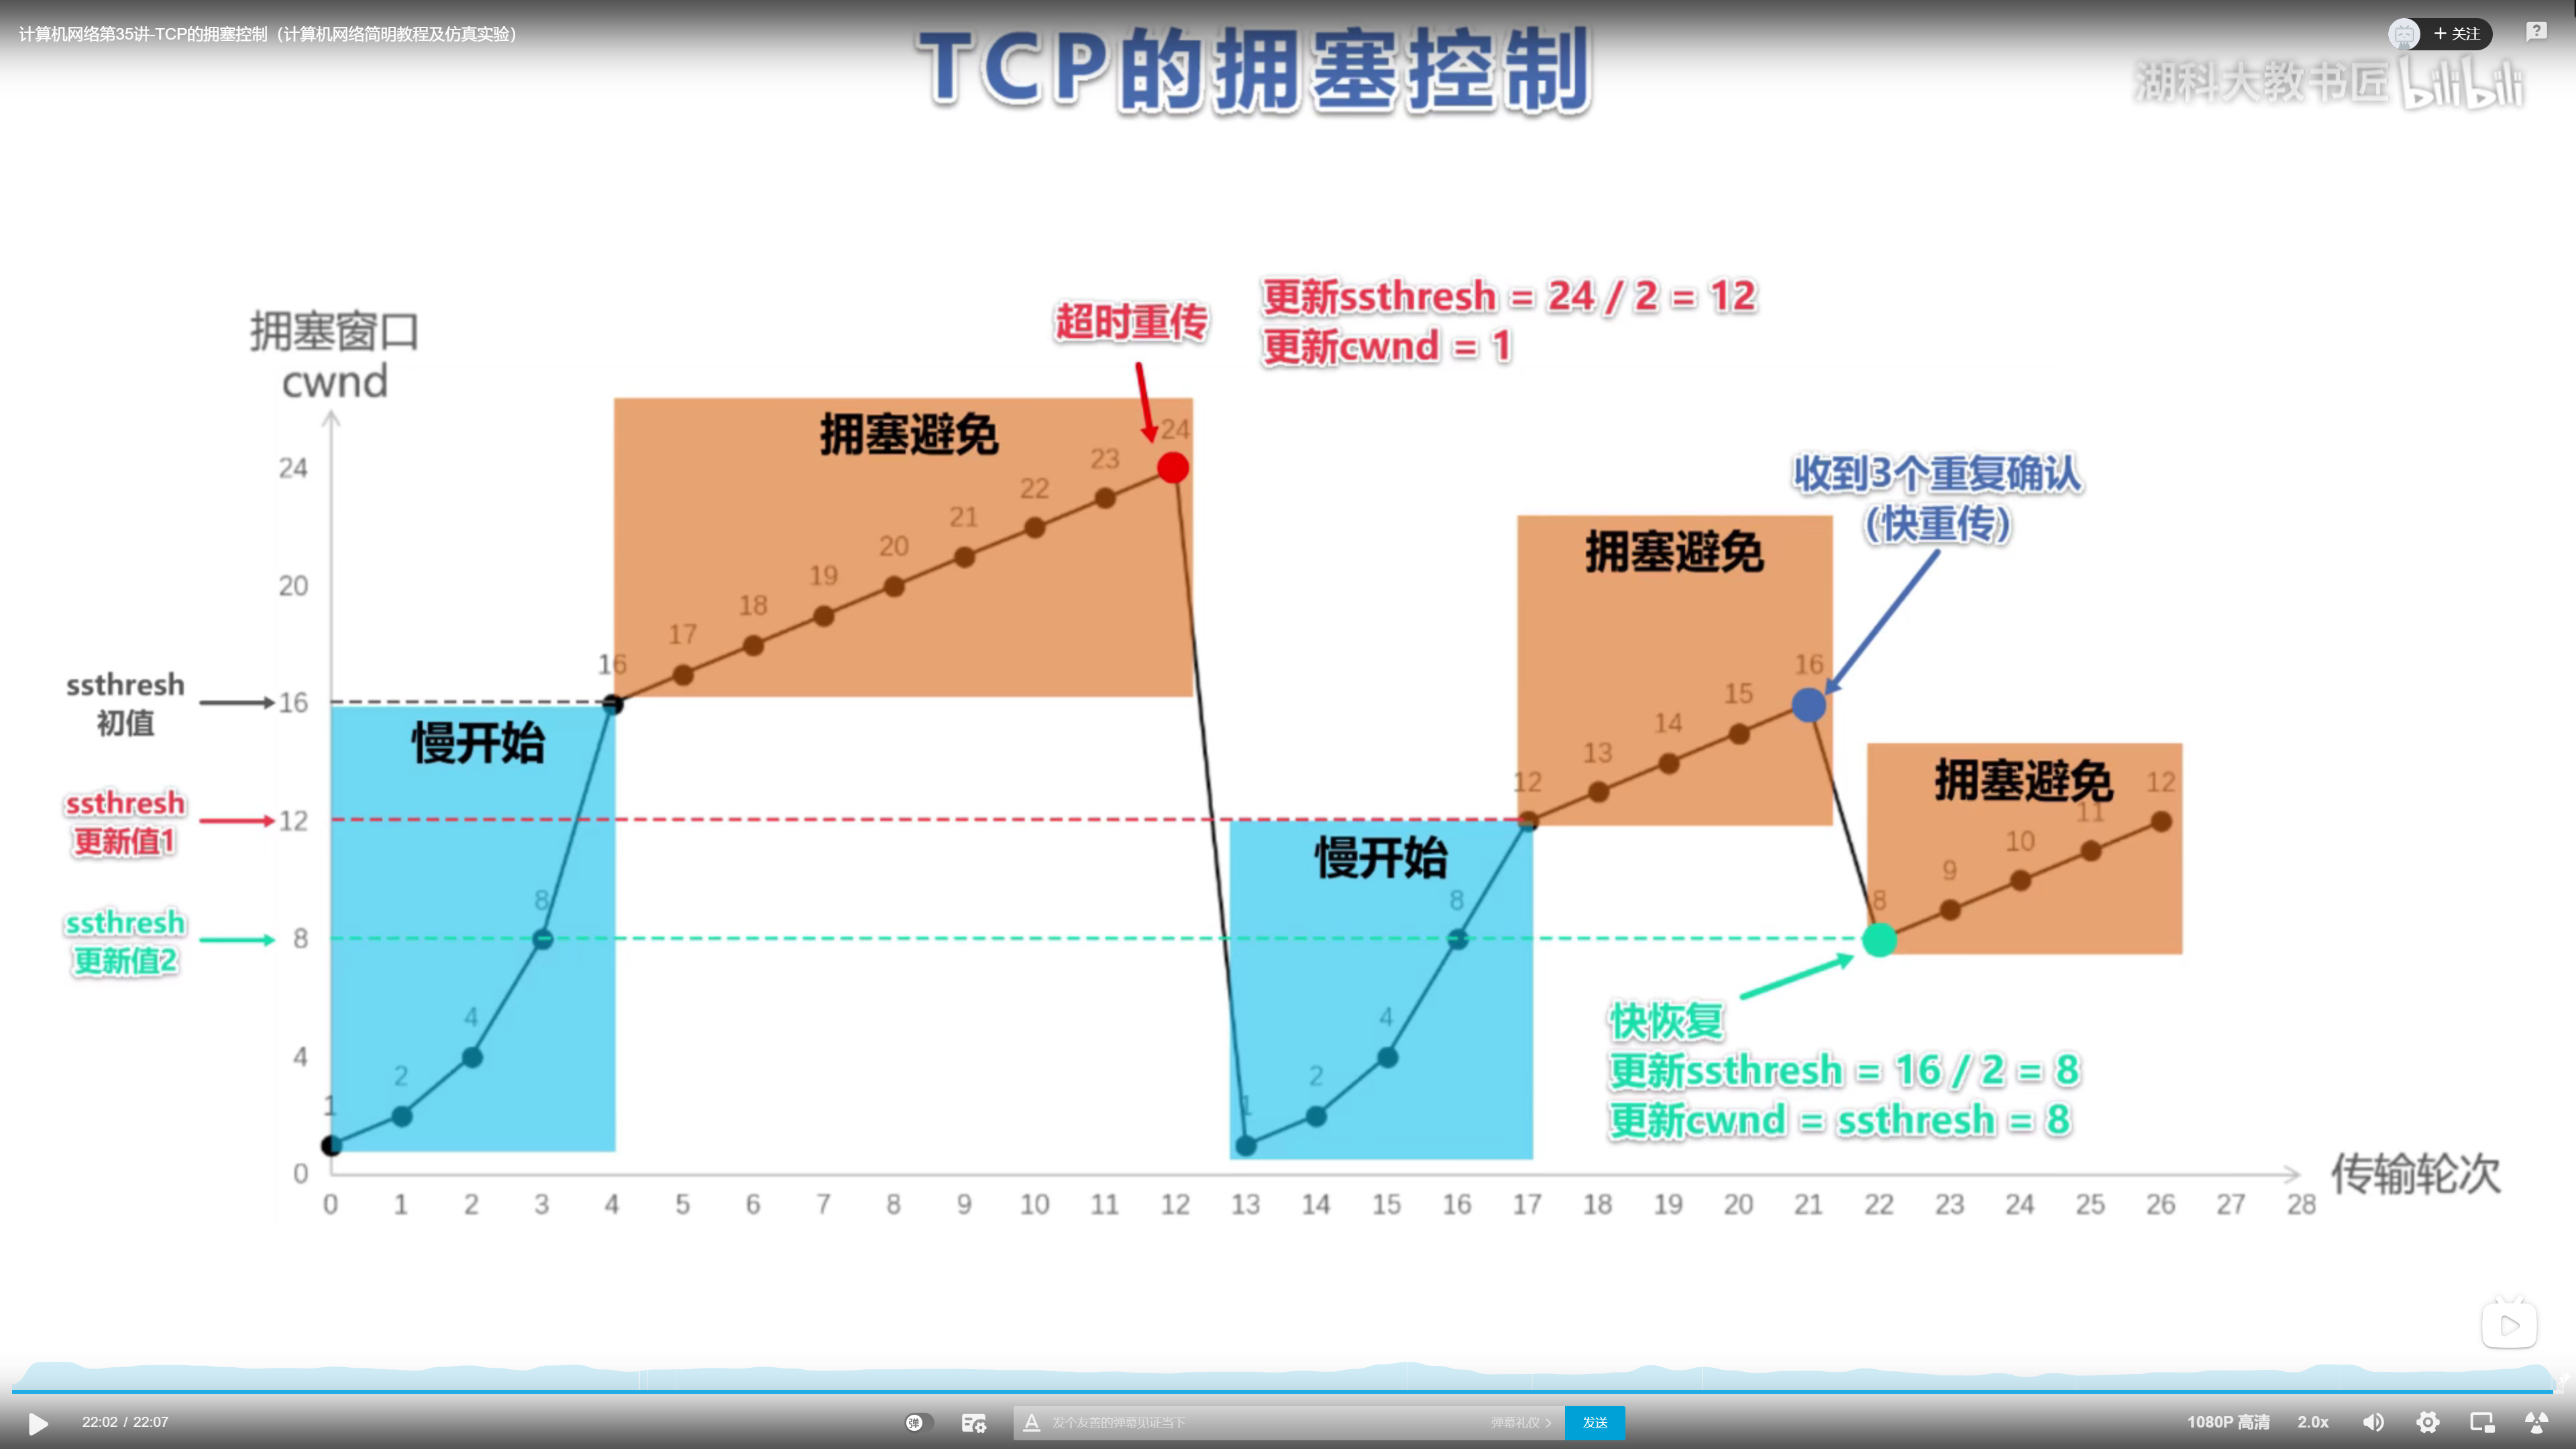 计算机网络第35讲-TCP的拥塞控制（计算机网络简明教程及仿真实验）
+ 关注
?
TCP的拥塞控制
湖科大教书匠 bilibili
拥塞窗口
cwnd
超时重传
更新ssthresh = 24 / 2 = 12
更新cwnd = 1
收到3个重复确认
（快重传）
拥塞避免
拥塞避免
拥塞避免
慢开始
慢开始
ssthresh
初值
ssthresh
更新值1
ssthresh
更新值2
24
20
16
12
8
4
0
1
2
4
8
16
17
18
19
20
21
22
23
24
1
2
4
8
12
13
14
15
16
8
9
10
11
12
快恢复
更新ssthresh = 16 / 2 = 8
更新cwnd = ssthresh = 8
0 1 2 3 4 5 6 7 8 9 10 11 12 13 14 15 16 17 18 19 20 21 22 23 24 25 26 27 28
传输轮次
22:02 / 22:07
弹
A
发个友善的弹幕见证当下
弹幕礼仪
发送
1080P 高清
2.0x